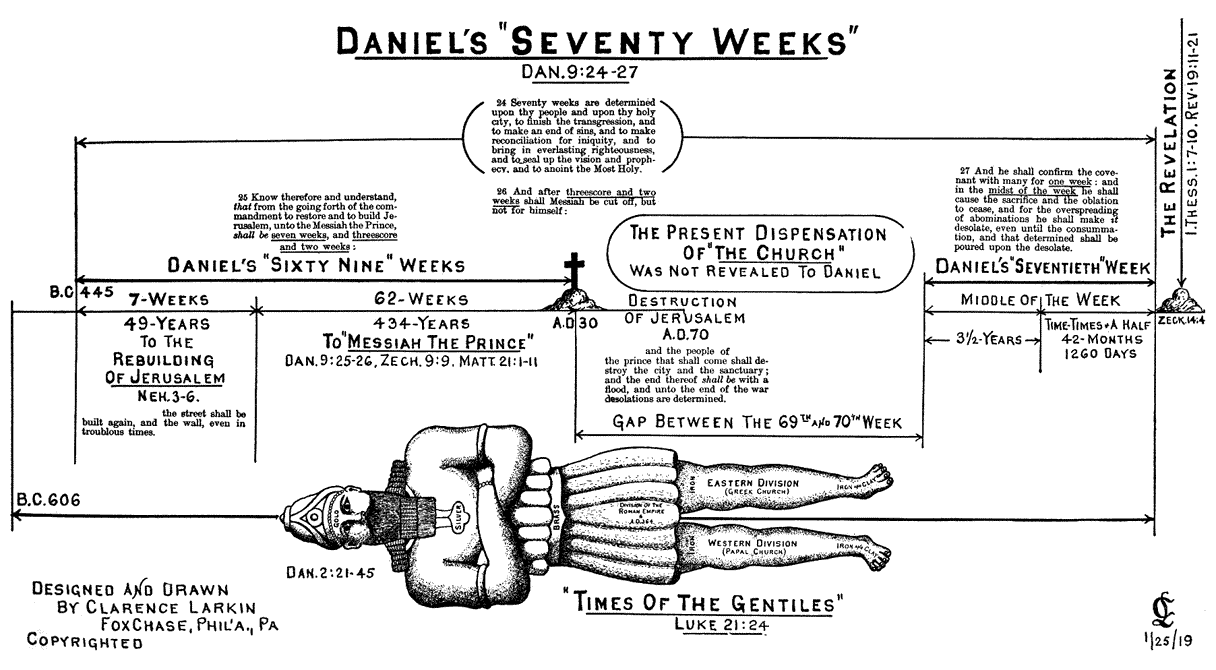 DANIEL'S "SEVENTY WEEKS"
DAN. 9:24-27
24 Seventy weeks are determined
upon thy people and upon thy holy
city, to finish the transgression, and
to make an end of sins, and to make
reconciliation for iniquity, and to
bring in everlasting righteousness,
and to seal up the vision and proph-
ecy, and to anoint the Most Holy.
25 Know therefore and understand,
that from the going forth of the com-
mandment to restore and to build Je-
rusalem, unto the Messiah the Prince,
shall be seven weeks, and threescore
and two weeks:
26 And after threescore and two
weeks shall Messiah be cut off, but
not for himself:
THE PRESENT DISPENSATION
OF "THE CHURCH"
WAS NOT REVEALED TO DANIEL
27 And he shall confirm the cove-
nant with many for one week: and
in the midst of the week he shall
cause the sacrifice and the oblation
to cease, and for the overspreading
of abominations he shall make it
desolate, even until the consumma-
tion, and that determined shall be
poured upon the desolate.
THE REVELATION
1. THESS. 1:7-10. REV. 19:11-21
DANIEL'S "SIXTY NINE" WEEKS
DANIEL'S "SEVENTIETH" WEEK
B.C 445
7-WEEKS
49-YEARS
TO THE
REBUILDING
OF JERUSALEM
NEH. 3-6.
the street shall be
built again, and the wall, even in
troublous times.
62-WEEKS
434-YEARS
TO "MESSIAH THE PRINCE"
DAN. 9:25-26, ZECH. 9:9. MATT. 21:1-11
A.D.30
DESTRUCTION
OF JERUSALEM
A.D.70
and the people of
the prince that shall come shall de-
stroy the city and the sanctuary;
and the end thereof shall be with a
flood, and unto the end of the war
desolations are determined.
GAP BETWEEN THE 69TH AND 70TH WEEK
MIDDLE OF THE WEEK
3½-YEARS
TIME-TIMES & A HALF
42-MONTHS
1260 DAYS
ZECK. 14:4
B.C.606
GOLD
SILVER
BRASS
DIVISION OF THE
ROMAN EMPIRE
A.D.364
IRON
EASTERN DIVISION
(GREEK CHURCH)
IRON AND CLAY
IRON
WESTERN DIVISION
(PAPAL CHURCH)
IRON AND CLAY
DAN. 2:21-45
"TIMES OF THE GENTILES"
LUKE 21:24
DESIGNED AND DRAWN
BY CLARENCE LARKIN
FOXCHASE, PHIL'A., PA
COPYRIGHTED
CL
1/25/19